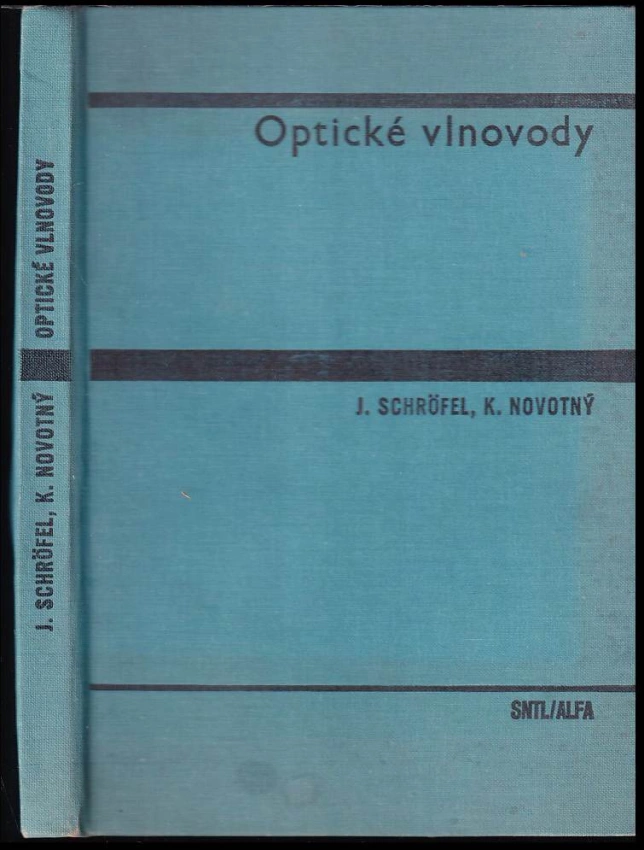 Optické vlnovody
J. SCHRÖFEL, K. NOVOTNÝ
SNTL/ALFA
J. SCHRÖFEL, K. NOVOTNÝ OPTICKÉ VLNOVODY